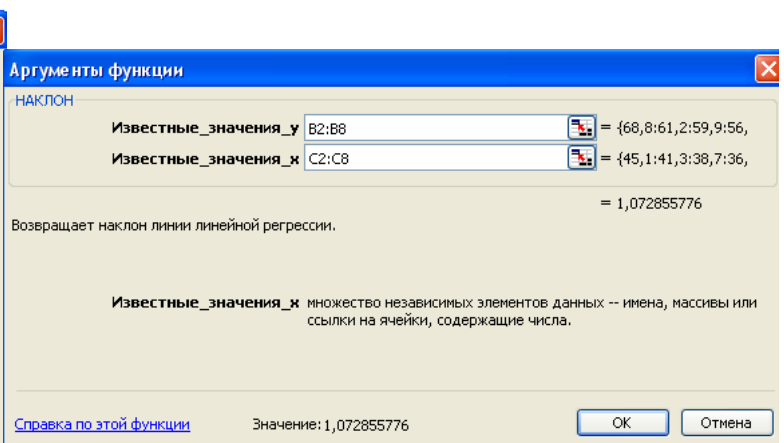 Аргументы функции
НАКЛОН
Известные_значения_y B2:B8 = {68,8:61,2:59,9:56,
Известные_значения_x C2:C8 = {45,1:41,3:38,7:36,
= 1,072855776
Возвращает наклон линии линейной регрессии.
Известные_значения_x множество независимых элементов данных -- имена, массивы или
ссылки на ячейки, содержащие числа.
Справка по этой функции Значение:1,072855776 OK Отмена